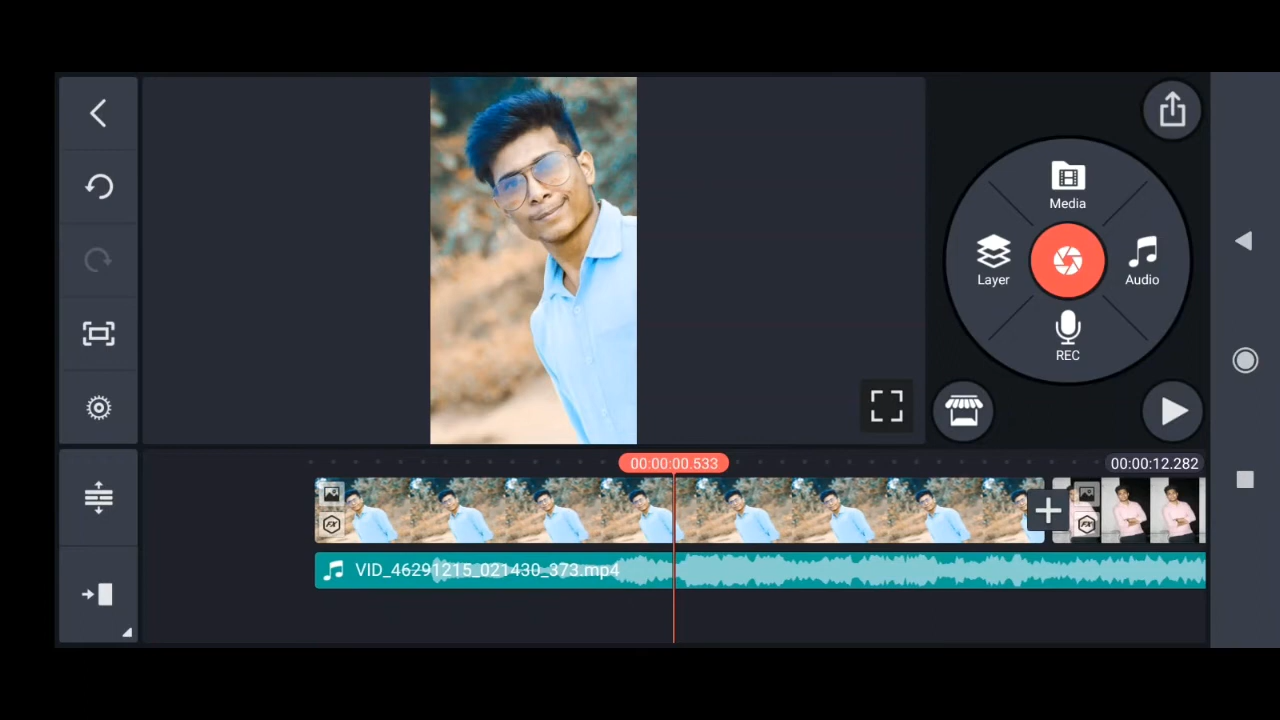 Media
Layer
Audio
REC
00:00:00.533
00:00:12.282
VID_46291215_021430_373.mp4